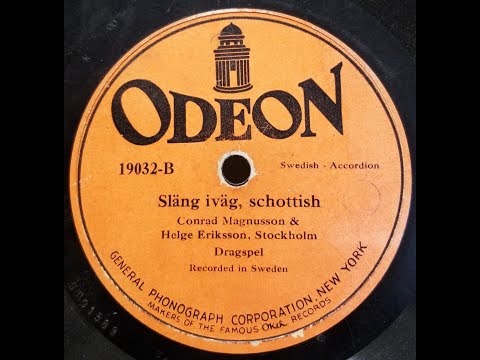 ODEON
19032-B
Swedish - Accordion
Släng iväg, schottish
Conrad Magnusson &
Helge Eriksson, Stockholm
Dragspel
Recorded in Sweden
GENERAL PHONOGRAPH CORPORATION, NEW YORK
MAKERS OF THE FAMOUS OKeh RECORDS